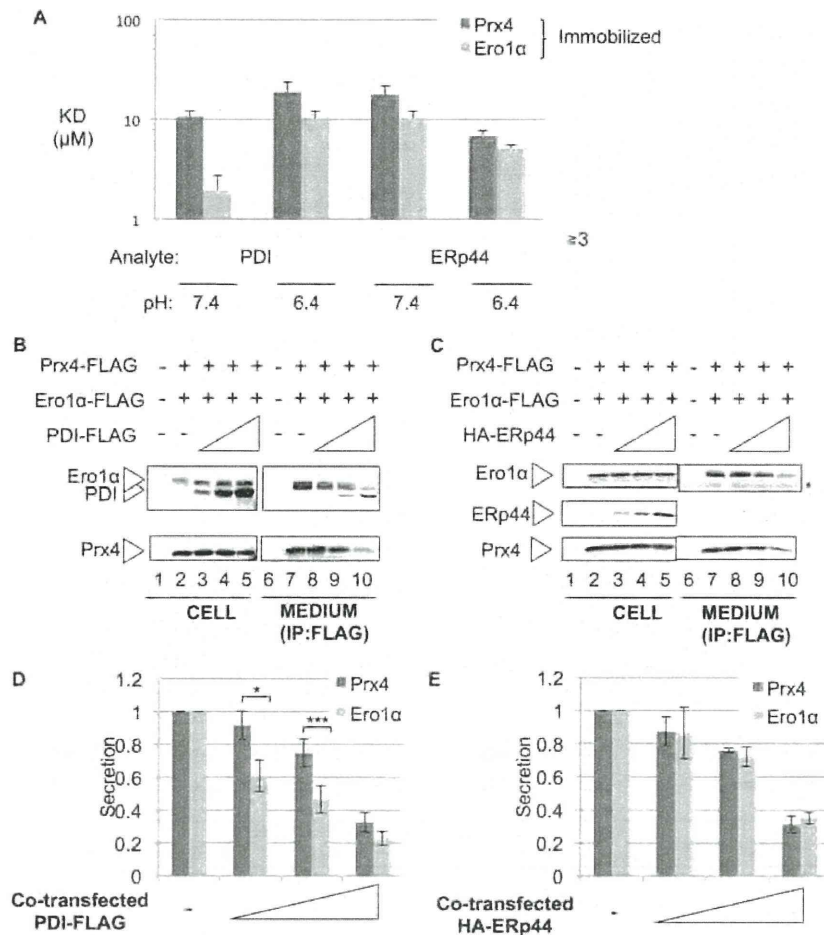 A
100
10
1
KD
(μM)
Prx4
Ero1α
Immobilized
≥3
Analyte: PDI ERp44
pH: 7.4 6.4 7.4 6.4
B
Prx4-FLAG - + + + + - + + + +
Ero1α-FLAG - + + + + - + + + +
PDI-FLAG - - - -
Ero1α
PDI
Prx4
1 2 3 4 5 6 7 8 9 10
CELL MEDIUM
(IP:FLAG)
C
Prx4-FLAG - + + + + - + + + +
Ero1α-FLAG - + + + + - + + + +
HA-ERp44 - - - -
Ero1α
*
ERp44
Prx4
1 2 3 4 5 6 7 8 9 10
CELL MEDIUM
(IP:FLAG)
D
Secretion
1.2
1
0.8
0.6
0.4
0.2
0
* ***
Prx4
Ero1α
Co-transfected
PDI-FLAG
-
E
Secretion
1.2
1
0.8
0.6
0.4
0.2
0
Prx4
Ero1α
Co-transfected
HA-ERp44
-